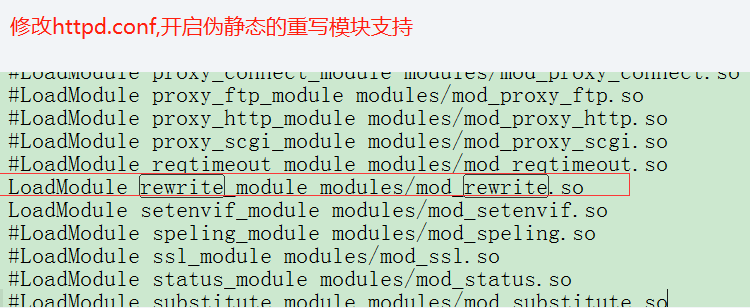 修改httpd.conf,开启伪静态的重写模块支持
#LoadModule proxy_connect_module modules/mod_proxy_connect.so
#LoadModule proxy_ftp_module modules/mod_proxy_ftp.so
#LoadModule proxy_http_module modules/mod_proxy_http.so
#LoadModule proxy_scgi_module modules/mod_proxy_scgi.so
#LoadModule reqtimeout_module modules/mod_reqtimeout.so
LoadModule rewrite_module modules/mod_rewrite.so
LoadModule setenvif_module modules/mod_setenvif.so
#LoadModule speling_module modules/mod_speling.so
#LoadModule ssl_module modules/mod_ssl.so
#LoadModule status_module modules/mod_status.so
#LoadModule substitute_module modules/mod_substitute.so